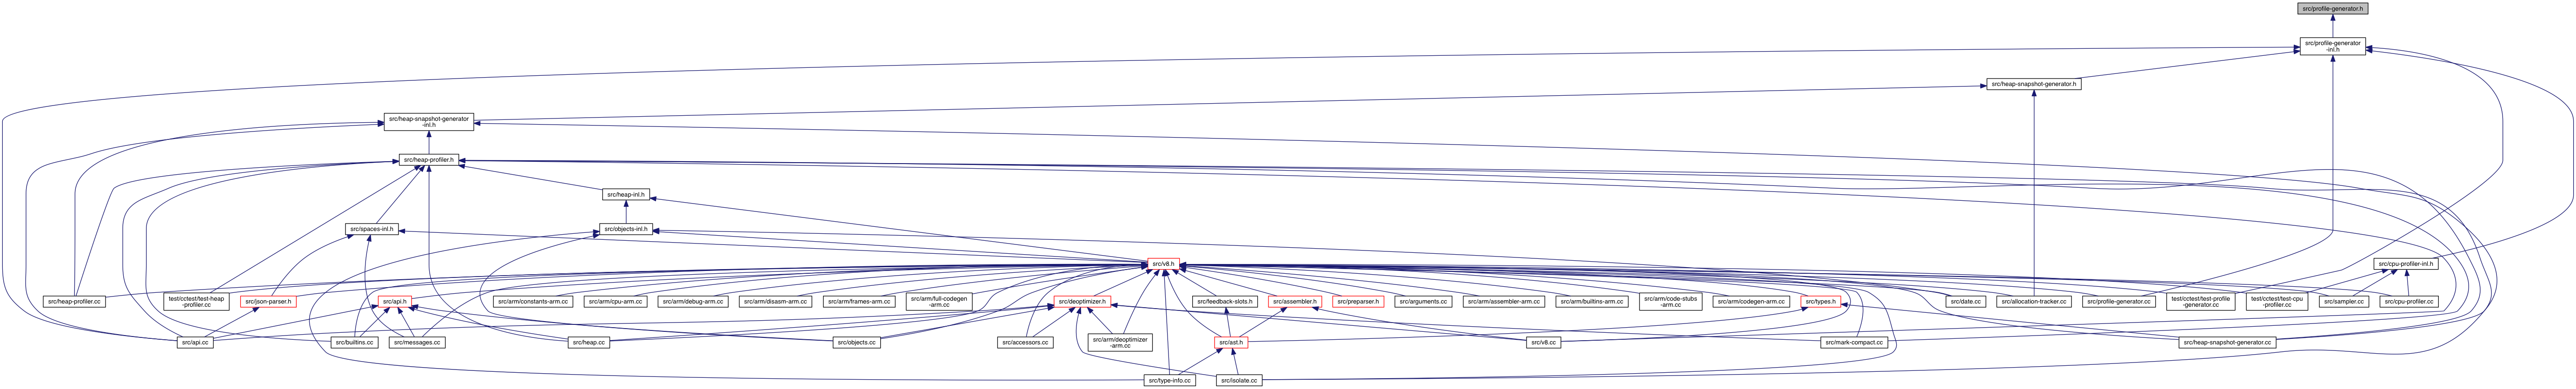 src/profile-generator.h
src/profile-generator
-inl.h
src/heap-snapshot-generator.h
src/heap-snapshot-generator
-inl.h
src/heap-profiler.h
src/heap-inl.h
src/spaces-inl.h
src/objects-inl.h
src/v8.h
src/cpu-profiler-inl.h
src/heap-profiler.cc
test/cctest/test-heap
-profiler.cc
src/json-parser.h
src/api.h
src/arm/constants-arm.cc
src/arm/cpu-arm.cc
src/arm/debug-arm.cc
src/arm/disasm-arm.cc
src/arm/frames-arm.cc
src/arm/full-codegen
-arm.cc
src/deoptimizer.h
src/feedback-slots.h
src/assembler.h
src/preparser.h
src/arguments.cc
src/arm/assembler-arm.cc
src/arm/builtins-arm.cc
src/arm/code-stubs
-arm.cc
src/arm/codegen-arm.cc
src/types.h
src/date.cc
src/allocation-tracker.cc
src/profile-generator.cc
test/cctest/test-profile
-generator.cc
test/cctest/test-cpu
-profiler.cc
src/sampler.cc
src/cpu-profiler.cc
src/api.cc
src/builtins.cc
src/messages.cc
src/heap.cc
src/objects.cc
src/accessors.cc
src/arm/deoptimizer
-arm.cc
src/ast.h
src/v8.cc
src/mark-compact.cc
src/heap-snapshot-generator.cc
src/type-info.cc
src/isolate.cc